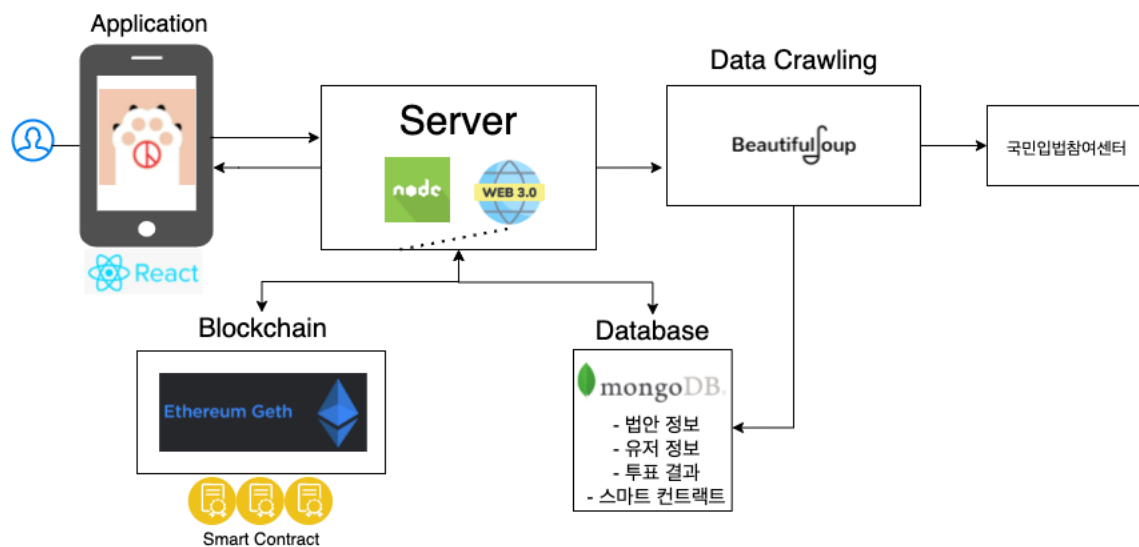 Application
React
Server
node
WEB 3.0
Data Crawling
BeautifulSoup
국민입법참여센터
Blockchain
Ethereum Geth
Smart Contract
Database
mongoDB.
- 법안 정보
- 유저 정보
- 투표 결과
- 스마트 컨트랙트